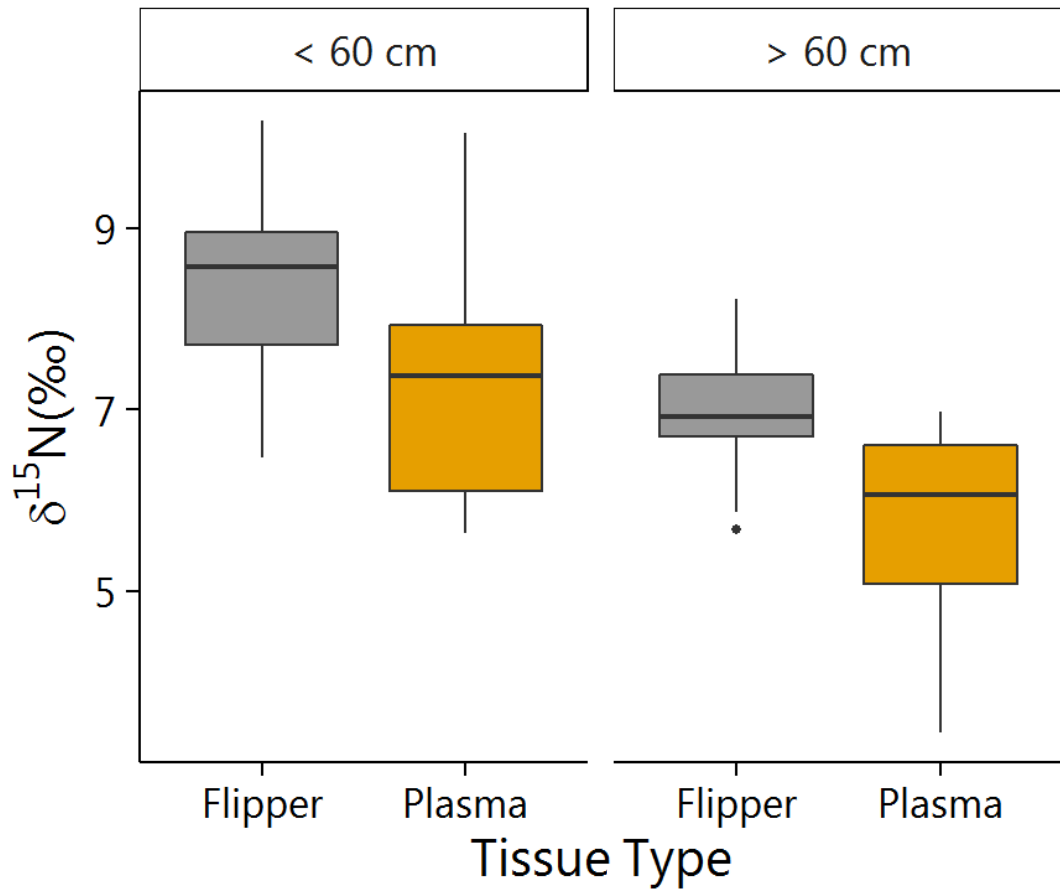 < 60 cm
> 60 cm
9
7
5
δ¹⁵N(‰)
Flipper
Plasma
Flipper
Plasma
Tissue Type